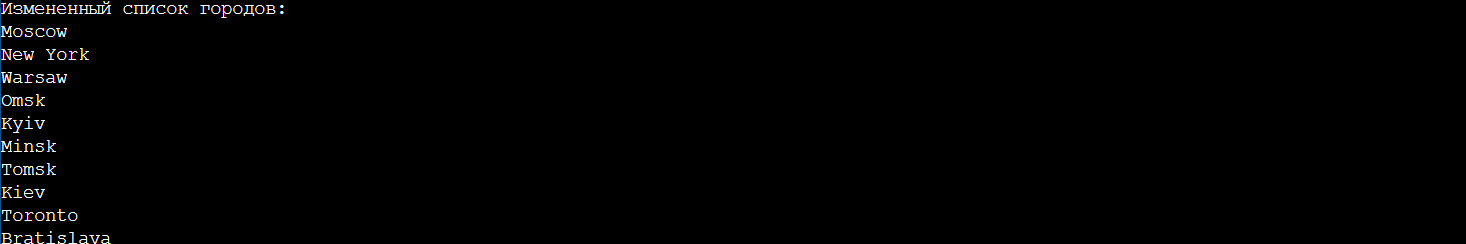 Измененный список городов:
Moscow
New York
Warsaw
Omsk
Kyiv
Minsk
Tomsk
Kiev
Toronto
Bratislava